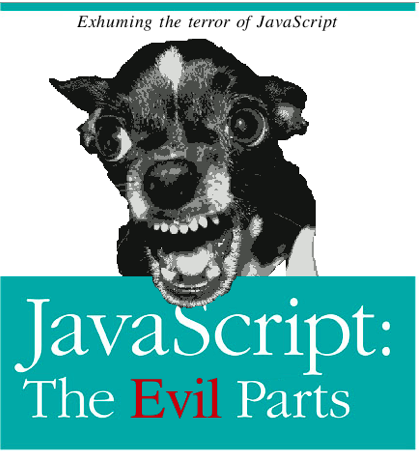 Exhuming the terror of JavaScript
JavaScript:
The Evil Parts